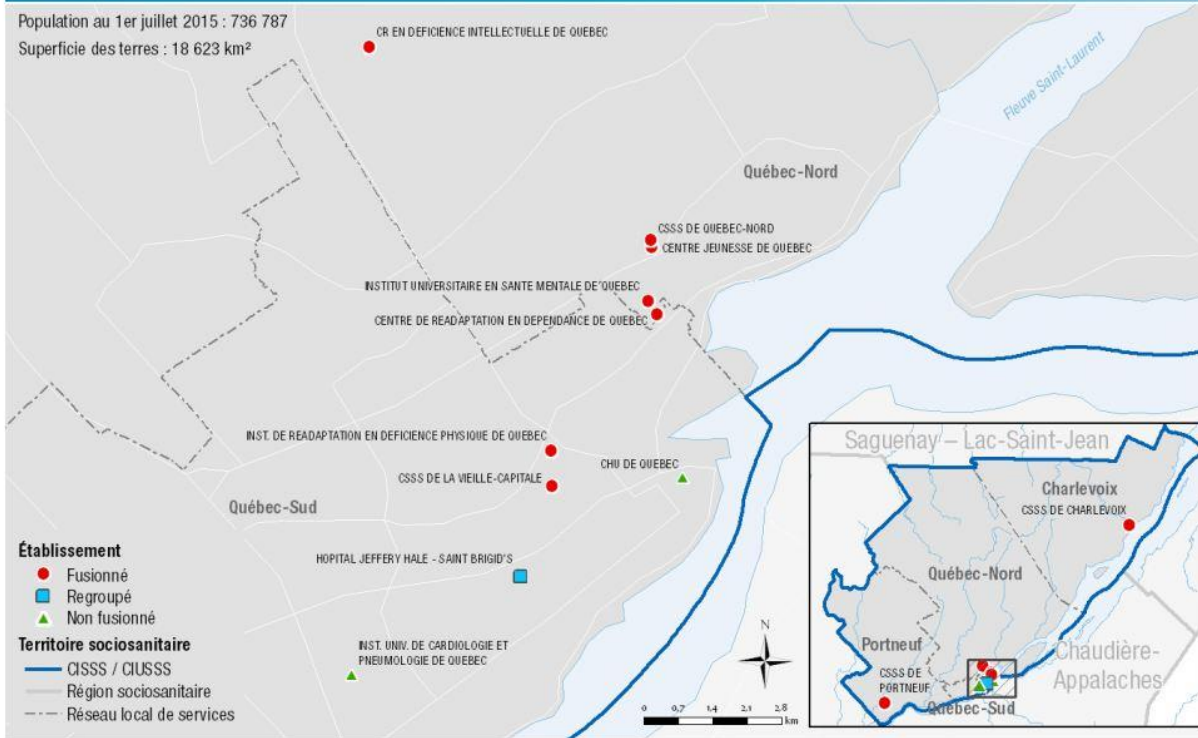 Population au 1er juillet 2015 : 736 787
Superficie des terres : 18 623 km²
CR EN DEFICIENCE INTELLECTUELLE DE QUEBEC
Fleuve Saint-Laurent
Québec-Nord
CSSS DE QUEBEC-NORD
CENTRE JEUNESSE DE QUEBEC
INSTITUT UNIVERSITAIRE EN SANTE MENTALE DE QUEBEC
CENTRE DE READAPTATION EN DEPENDANCE DE QUEBEC
INST. DE READAPTATION EN DEFICIENCE PHYSIQUE DE QUEBEC
CHU DE QUEBEC
CSSS DE LA VIEILLE-CAPITALE
Québec-Sud
HOPITAL JEFFERY HALE - SAINT BRIGID'S
INST. UNIV. DE CARDIOLOGIE ET
PNEUMOLOGIE DE QUEBEC
Établissement
Fusionné
Regroupé
Non fusionné
Territoire sociosanitaire
CISSS / CIUSSS
Région sociosanitaire
Réseau local de services
N
0 0,7 1,4 2,1 2,8
km
Saguenay – Lac-Saint-Jean
Charlevoix
CSSS DE CHARLEVOIX
Québec-Nord
Portneuf
CSSS DE
PORTNEUF
Chaudière-
Appalaches
Québec-Sud